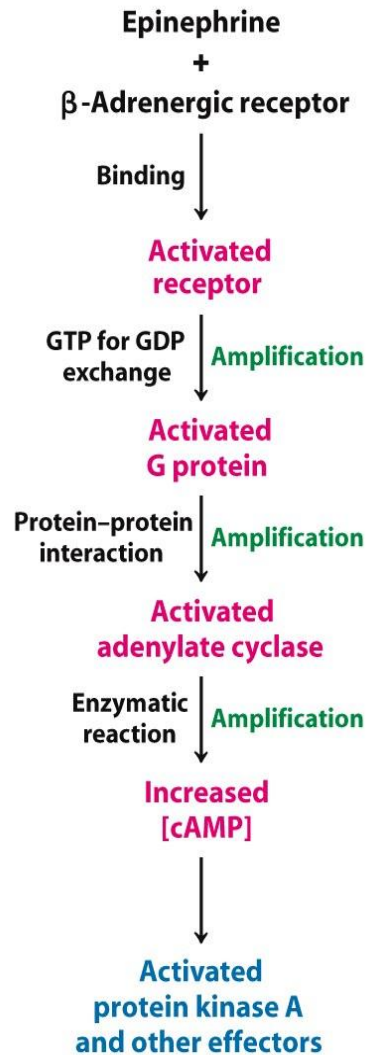 Epinephrine
+
β-Adrenergic receptor
Binding
Activated
receptor
GTP for GDP
exchange
Amplification
Activated
G protein
Protein–protein
interaction
Amplification
Activated
adenylate cyclase
Enzymatic
reaction
Amplification
Increased
[cAMP]
Activated
protein kinase A
and other effectors